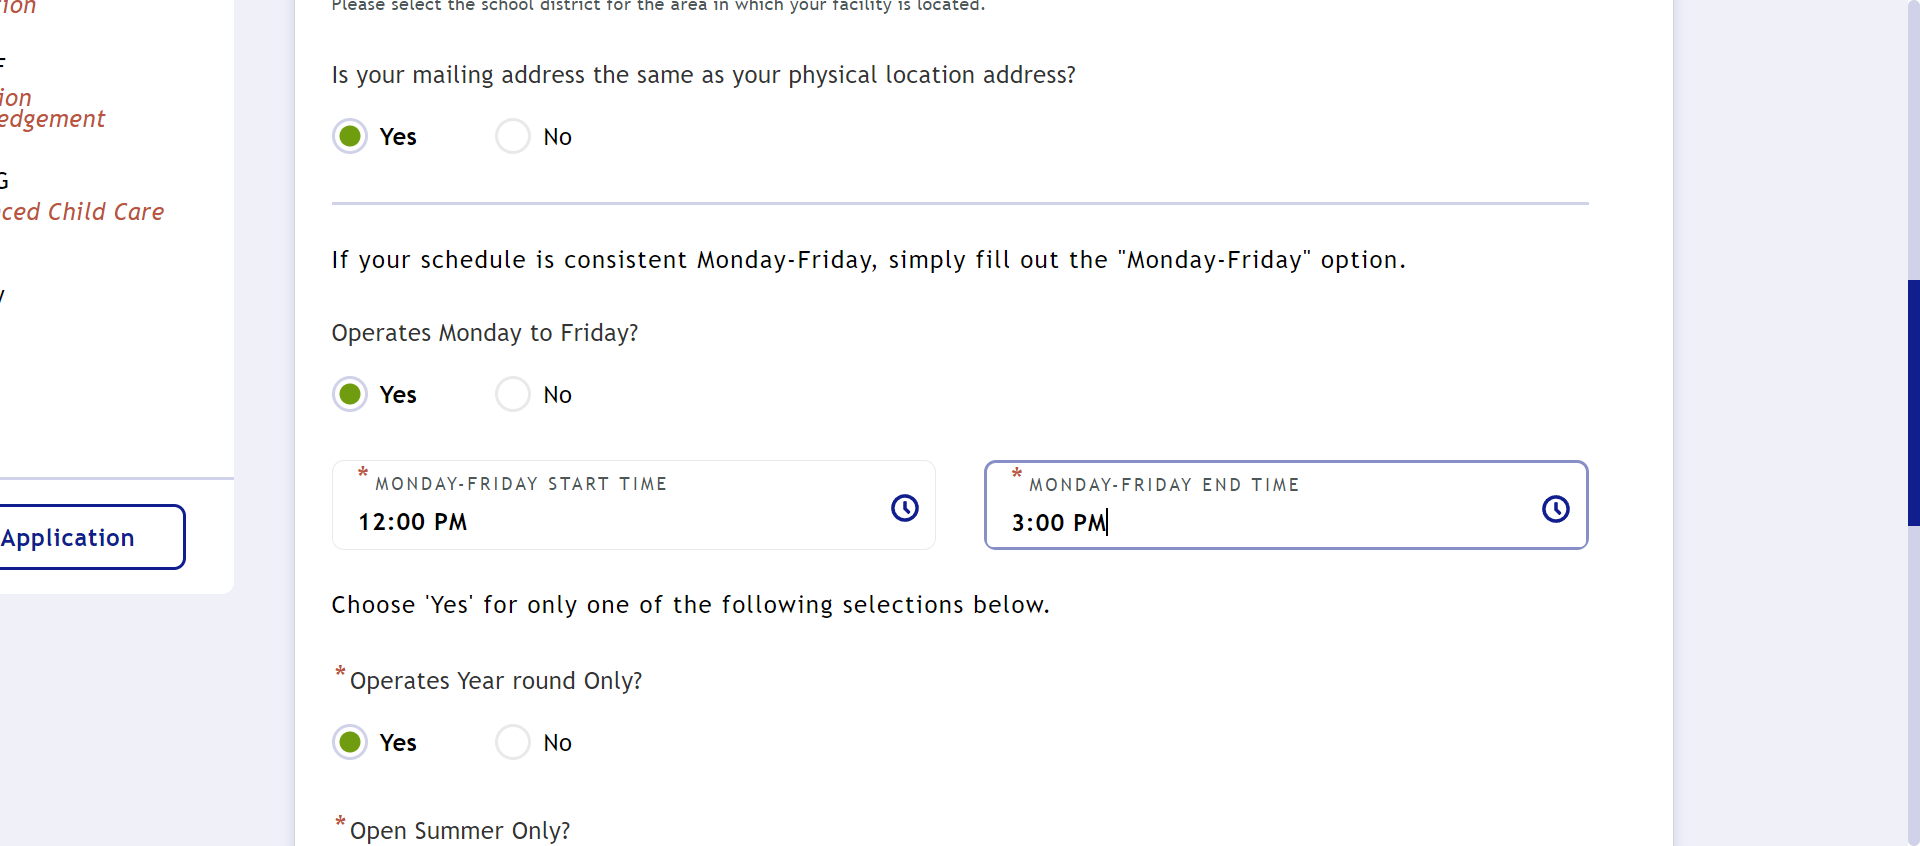 ion
Please select the school district for the area in which your facility is located.
F
ion
edgement
G
ced Child Care
y
Application
Is your mailing address the same as your physical location address?
Yes No
If your schedule is consistent Monday-Friday, simply fill out the "Monday-Friday" option.
Operates Monday to Friday?
Yes No
* MONDAY-FRIDAY START TIME
12:00 PM
* MONDAY-FRIDAY END TIME
3:00 PM
Choose 'Yes' for only one of the following selections below.
* Operates Year round Only?
Yes No
* Open Summer Only?